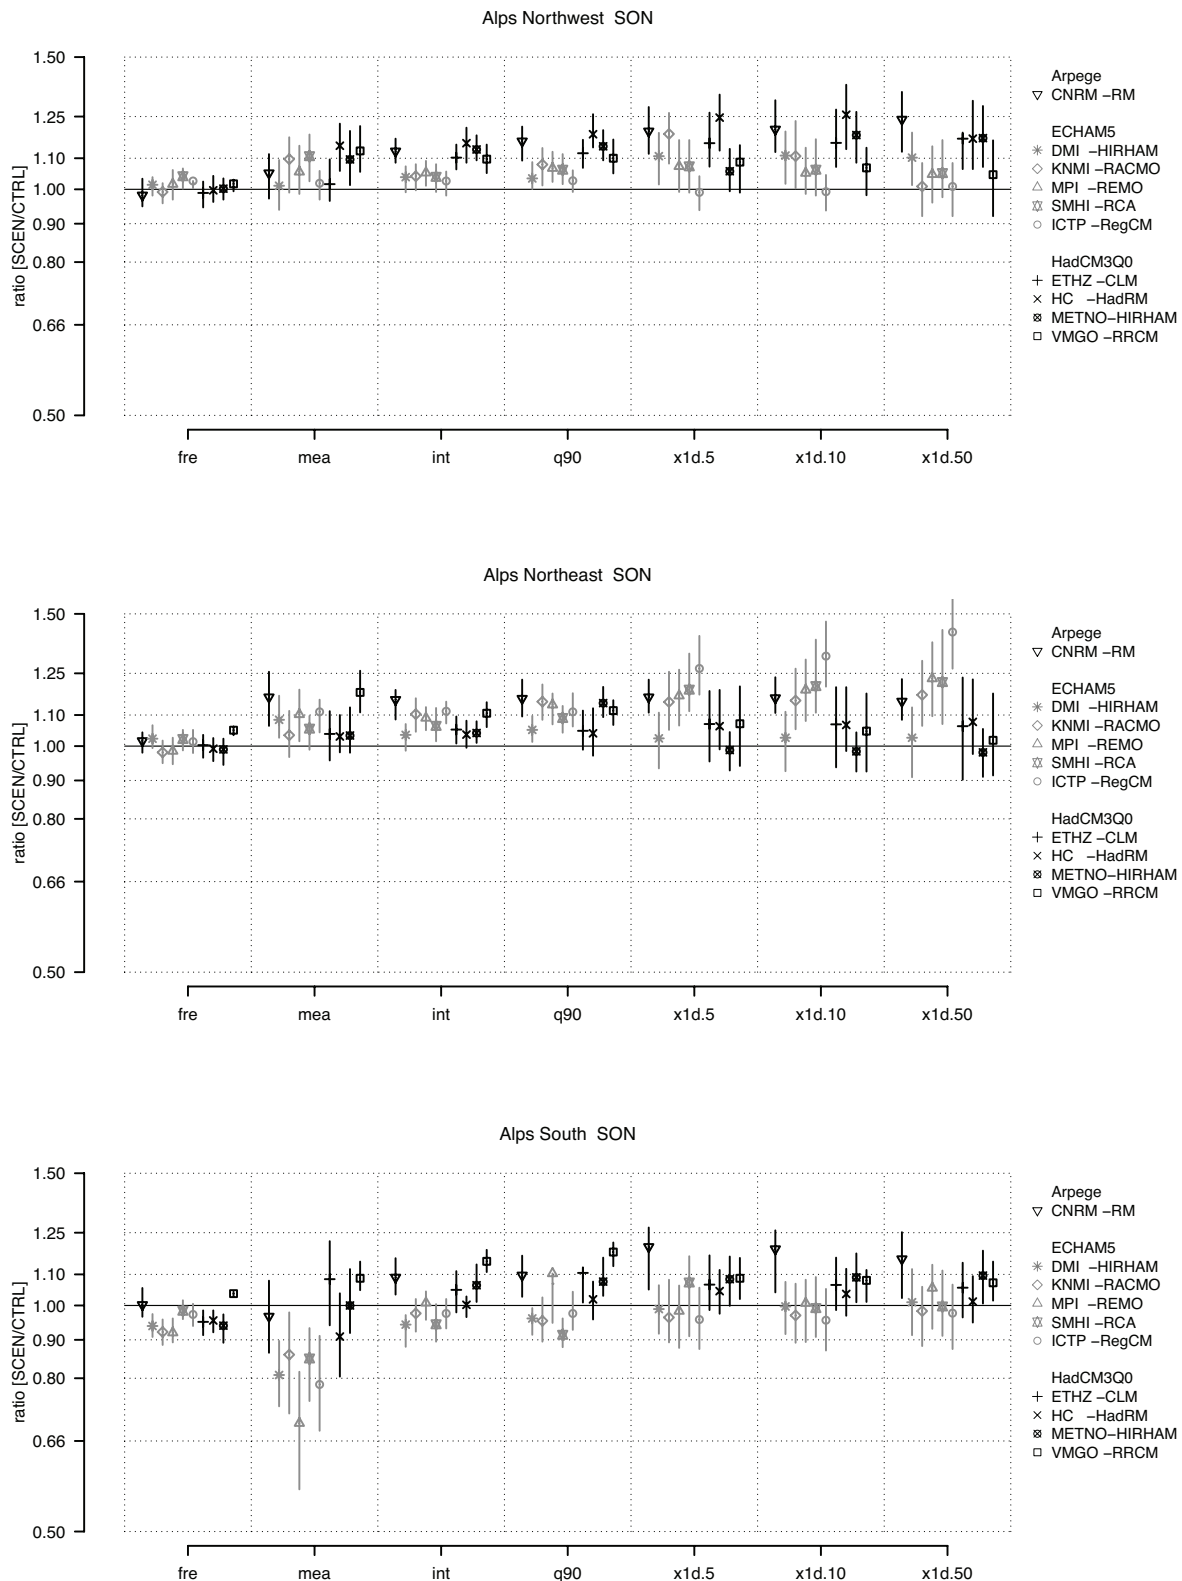 Alps Northwest SON
ratio [SCEN/CTRL]
1.50
1.25
1.10
1.00
0.90
0.80
0.66
0.50
fre mea int q90 x1d.5 x1d.10 x1d.50
Arpege
CNRM −RM
ECHAM5
DMI −HIRHAM
KNMI −RACMO
MPI −REMO
SMHI −RCA
ICTP −RegCM
HadCM3Q0
ETHZ −CLM
HC −HadRM
METNO−HIRHAM
VMGO −RRCM
Alps Northeast SON
ratio [SCEN/CTRL]
1.50
1.25
1.10
1.00
0.90
0.80
0.66
0.50
fre mea int q90 x1d.5 x1d.10 x1d.50
Arpege
CNRM −RM
ECHAM5
DMI −HIRHAM
KNMI −RACMO
MPI −REMO
SMHI −RCA
ICTP −RegCM
HadCM3Q0
ETHZ −CLM
HC −HadRM
METNO−HIRHAM
VMGO −RRCM
Alps South SON
ratio [SCEN/CTRL]
1.50
1.25
1.10
1.00
0.90
0.80
0.66
0.50
fre mea int q90 x1d.5 x1d.10 x1d.50
Arpege
CNRM −RM
ECHAM5
DMI −HIRHAM
KNMI −RACMO
MPI −REMO
SMHI −RCA
ICTP −RegCM
HadCM3Q0
ETHZ −CLM
HC −HadRM
METNO−HIRHAM
VMGO −RRCM